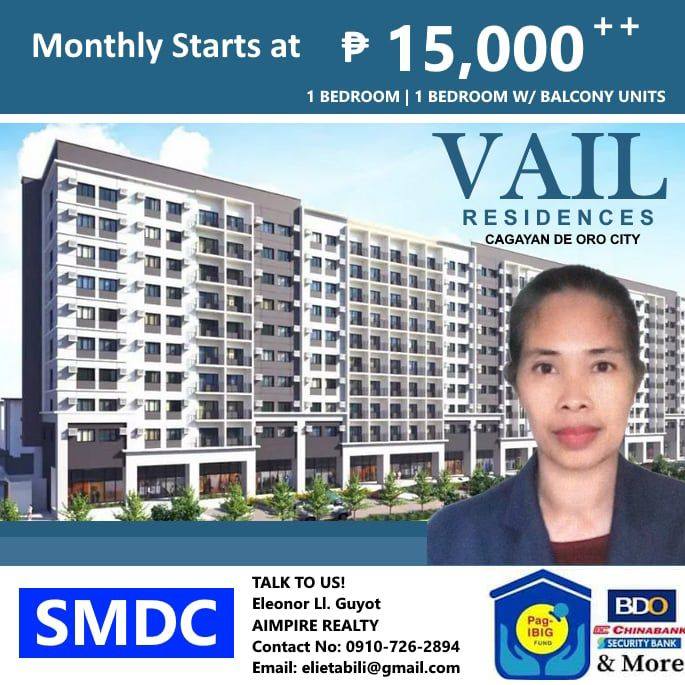 Monthly Starts at ₱ 15,000++
1 BEDROOM | 1 BEDROOM W/ BALCONY UNITS
VAIL
RESIDENCES
CAGAYAN DE ORO CITY
SMDC
TALK TO US!
Eleonor Ll. Guyot
AIMPIRE REALTY
Contact No: 0910-726-2894
Email: elietabili@gmail.com
Pag-
IBIG
FUND
BDO
CHINABANK
SECURITY BANK
& More